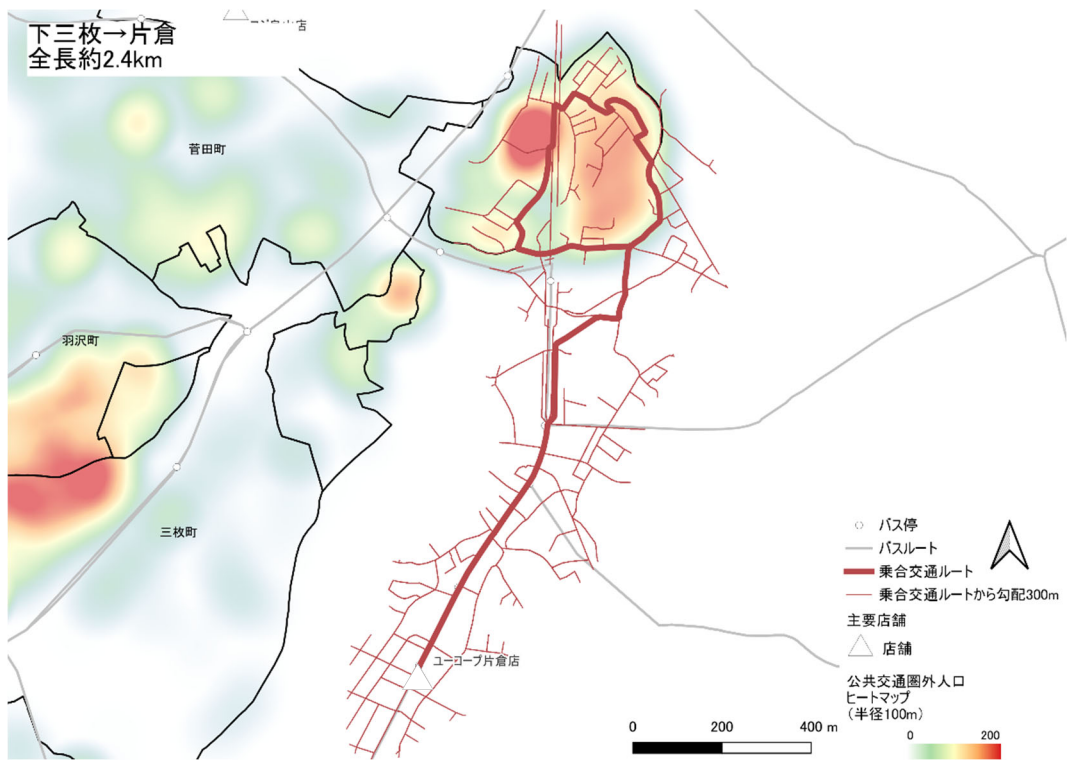 下三枚→片倉
全長約2.4km
菅田町
羽沢町
三枚町
ユーコープ片倉店
バス停
バスルート
乗合交通ルート
乗合交通ルートから勾配300m
主要店舗
店舗
公共交通圏外人口
ヒートマップ
（半径100m）
0 200
0 200 400 m